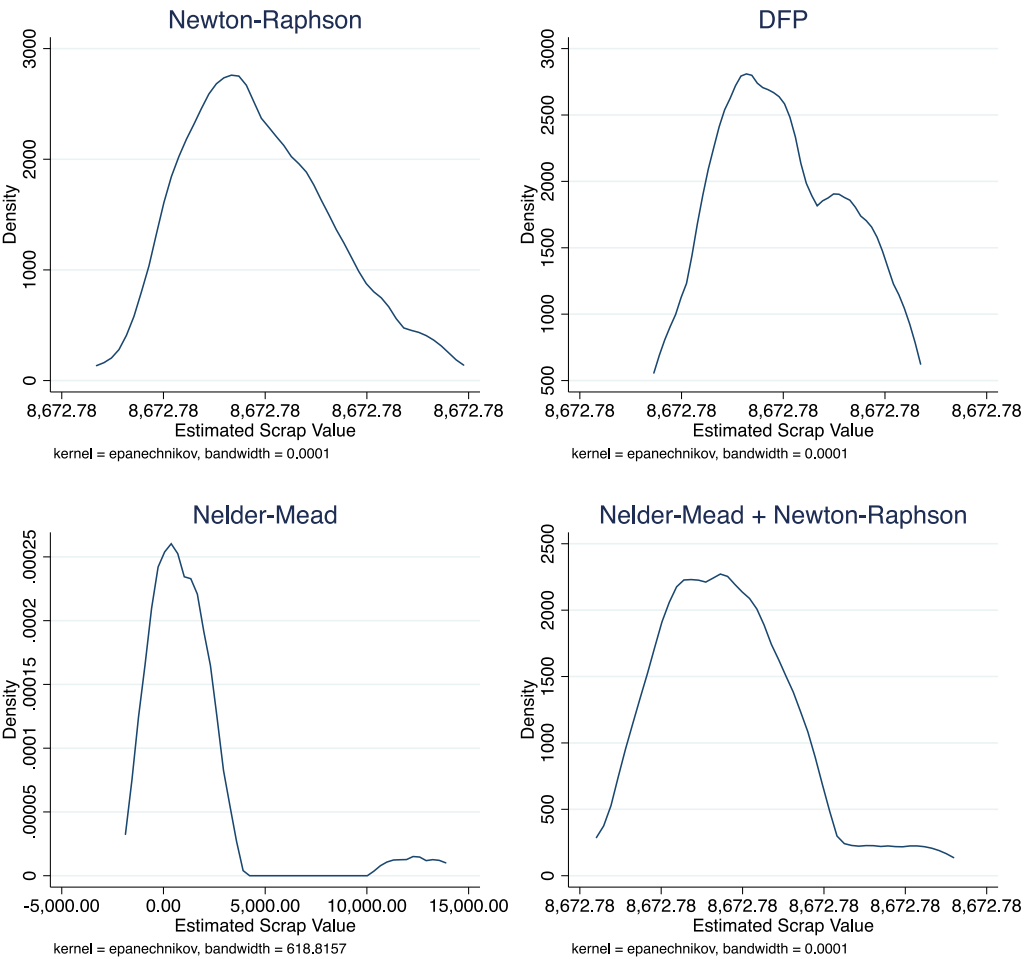 Newton-Raphson
Density
3000
2000
1000
0
8,672.78 8,672.78 8,672.78 8,672.78 8,672.78
Estimated Scrap Value
kernel = epanechnikov, bandwidth = 0.0001
DFP
Density
3000
2500
2000
1500
1000
500
8,672.78 8,672.78 8,672.78 8,672.78 8,672.78
Estimated Scrap Value
kernel = epanechnikov, bandwidth = 0.0001
Nelder-Mead
Density
.00025
.0002
.00015
.0001
.00005
0
-5,000.00 0.00 5,000.00 10,000.00 15,000.00
Estimated Scrap Value
kernel = epanechnikov, bandwidth = 618.8157
Nelder-Mead + Newton-Raphson
Density
2500
2000
1500
1000
500
0
8,672.78 8,672.78 8,672.78 8,672.78 8,672.78 8,672.78
Estimated Scrap Value
kernel = epanechnikov, bandwidth = 0.0001